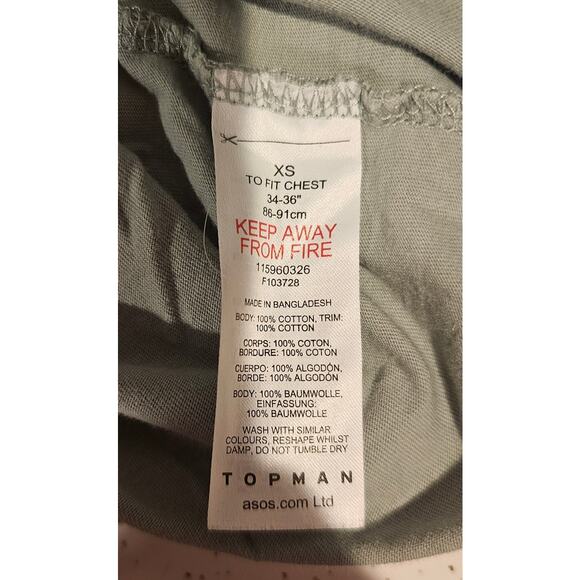 XS
TO FIT CHEST
34-36"
86-91cm
KEEP AWAY
FROM FIRE
115960326
F103728
MADE IN BANGLADESH
BODY: 100% COTTON, TRIM:
100% COTTON
CORPS: 100% COTON,
BORDURE: 100% COTON
CUERPO: 100% ALGODÓN,
BORDE: 100% ALGODÓN
BODY: 100% BAUMWOLLE,
EINFASSUNG:
100% BAUMWOLLE
WASH WITH SIMILAR
COLOURS, RESHAPE WHILST
DAMP, DO NOT TUMBLE DRY
TOPMAN
asos.com Ltd